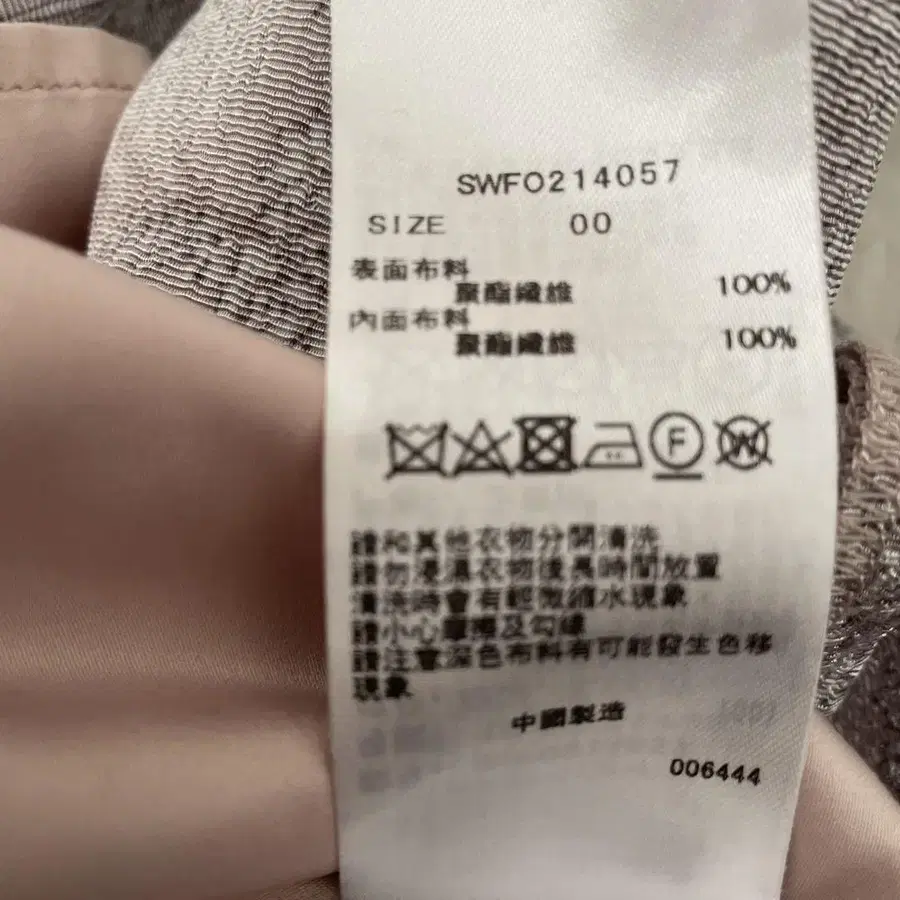 SWFO214057
SIZE 00
表面布料
聚酯纖維 100%
內面布料
聚酯纖維 100%
F
W
請和其他衣物分開清洗
請勿浸濕衣物後長時間放置
清洗時會有輕微縮水現象
請小心摩擦及勾縫
請注意深色布料有可能發生色移
現象
中國製造
006444